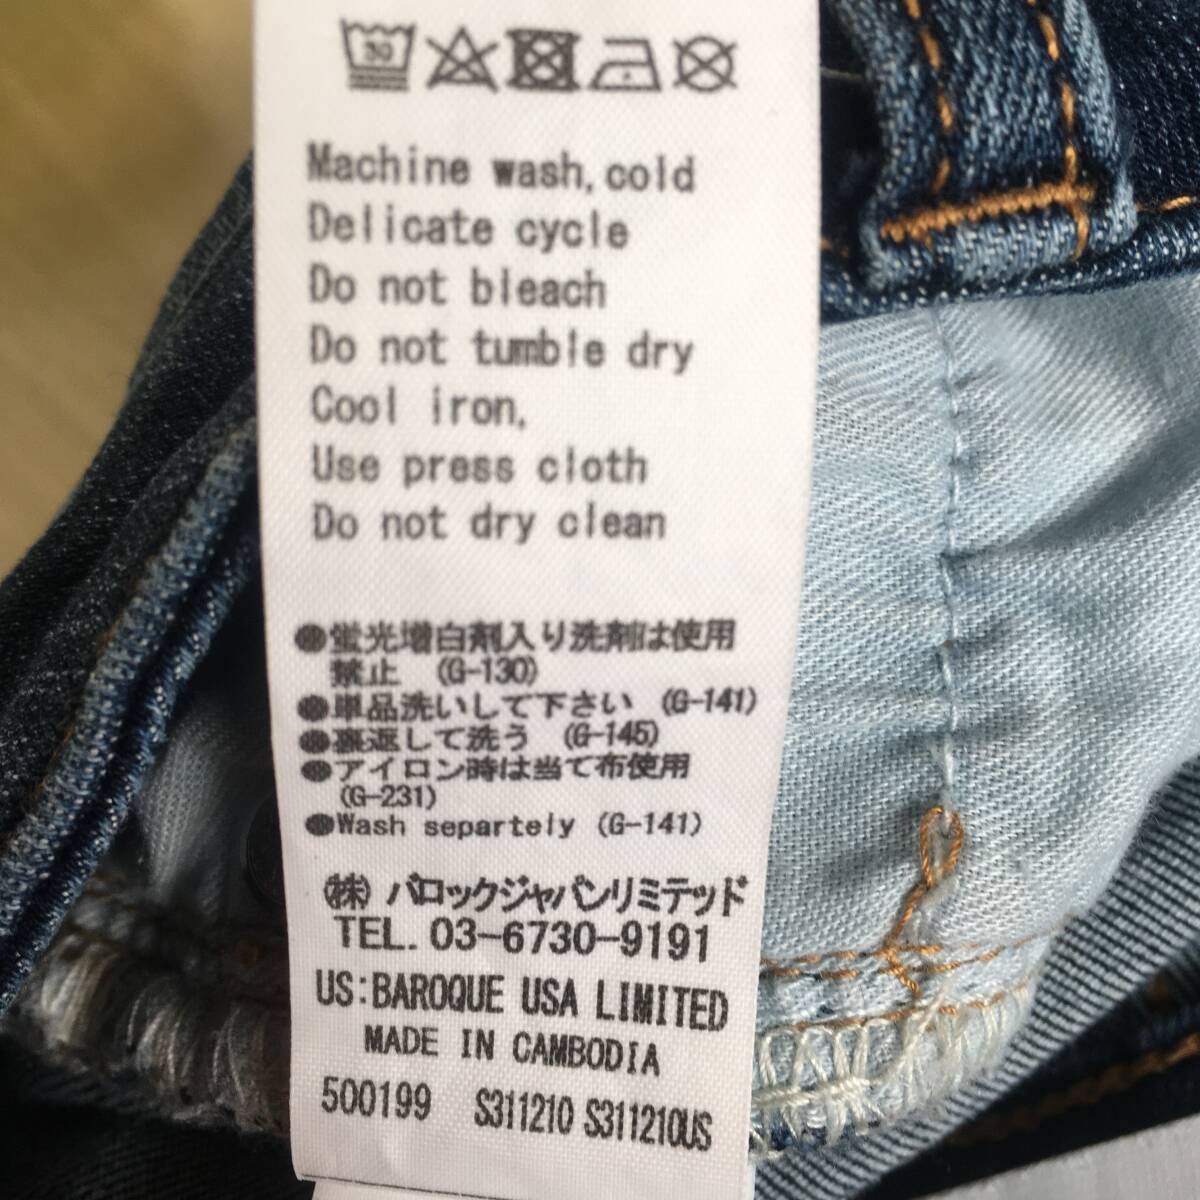 30
Machine wash,cold
Delicate cycle
Do not bleach
Do not tumble dry
Cool iron,
Use press cloth
Do not dry clean
●蛍光増白剤入り洗剤は使用
禁止 (G-130)
●単品洗いして下さい (G-141)
●裏返して洗う (G-145)
●アイロン時は当て布使用
(G-231)
●Wash separtely (G-141)
(株) バロックジャパンリミテッド
TEL. 03-6730-9191
US:BAROQUE USA LIMITED
MADE IN CAMBODIA
500199 S311210 S311210US